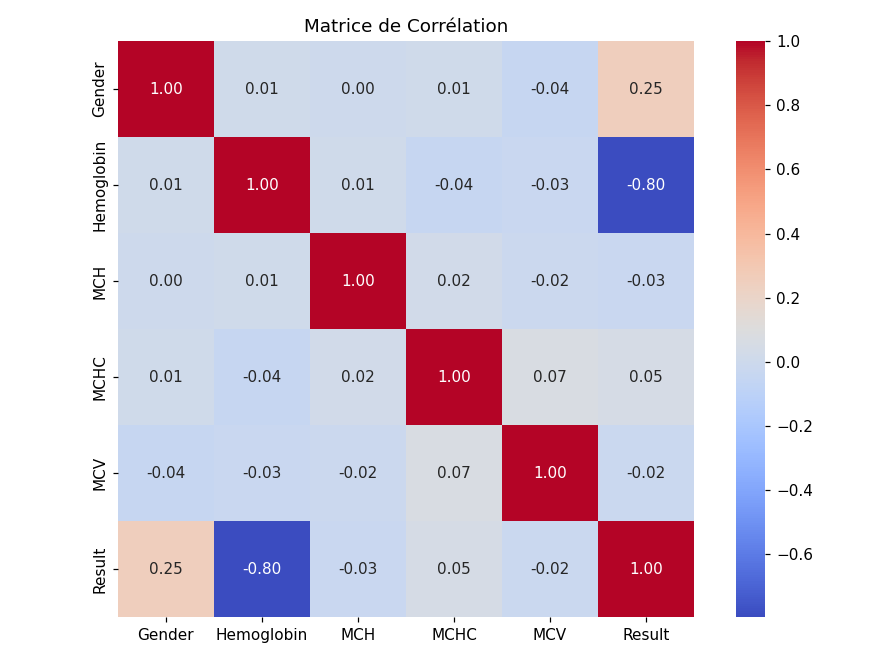 Matrice de Corrélation
Gender 1.00 0.01 0.00 0.01 -0.04 0.25
Hemoglobin 0.01 1.00 0.01 -0.04 -0.03 -0.80
MCH 0.00 0.01 1.00 0.02 -0.02 -0.03
MCHC 0.01 -0.04 0.02 1.00 0.07 0.05
MCV -0.04 -0.03 -0.02 0.07 1.00 -0.02
Result 0.25 -0.80 -0.03 0.05 -0.02 1.00
Gender Hemoglobin MCH MCHC MCV Result
1.0
0.8
0.6
0.4
0.2
0.0
−0.2
−0.4
−0.6